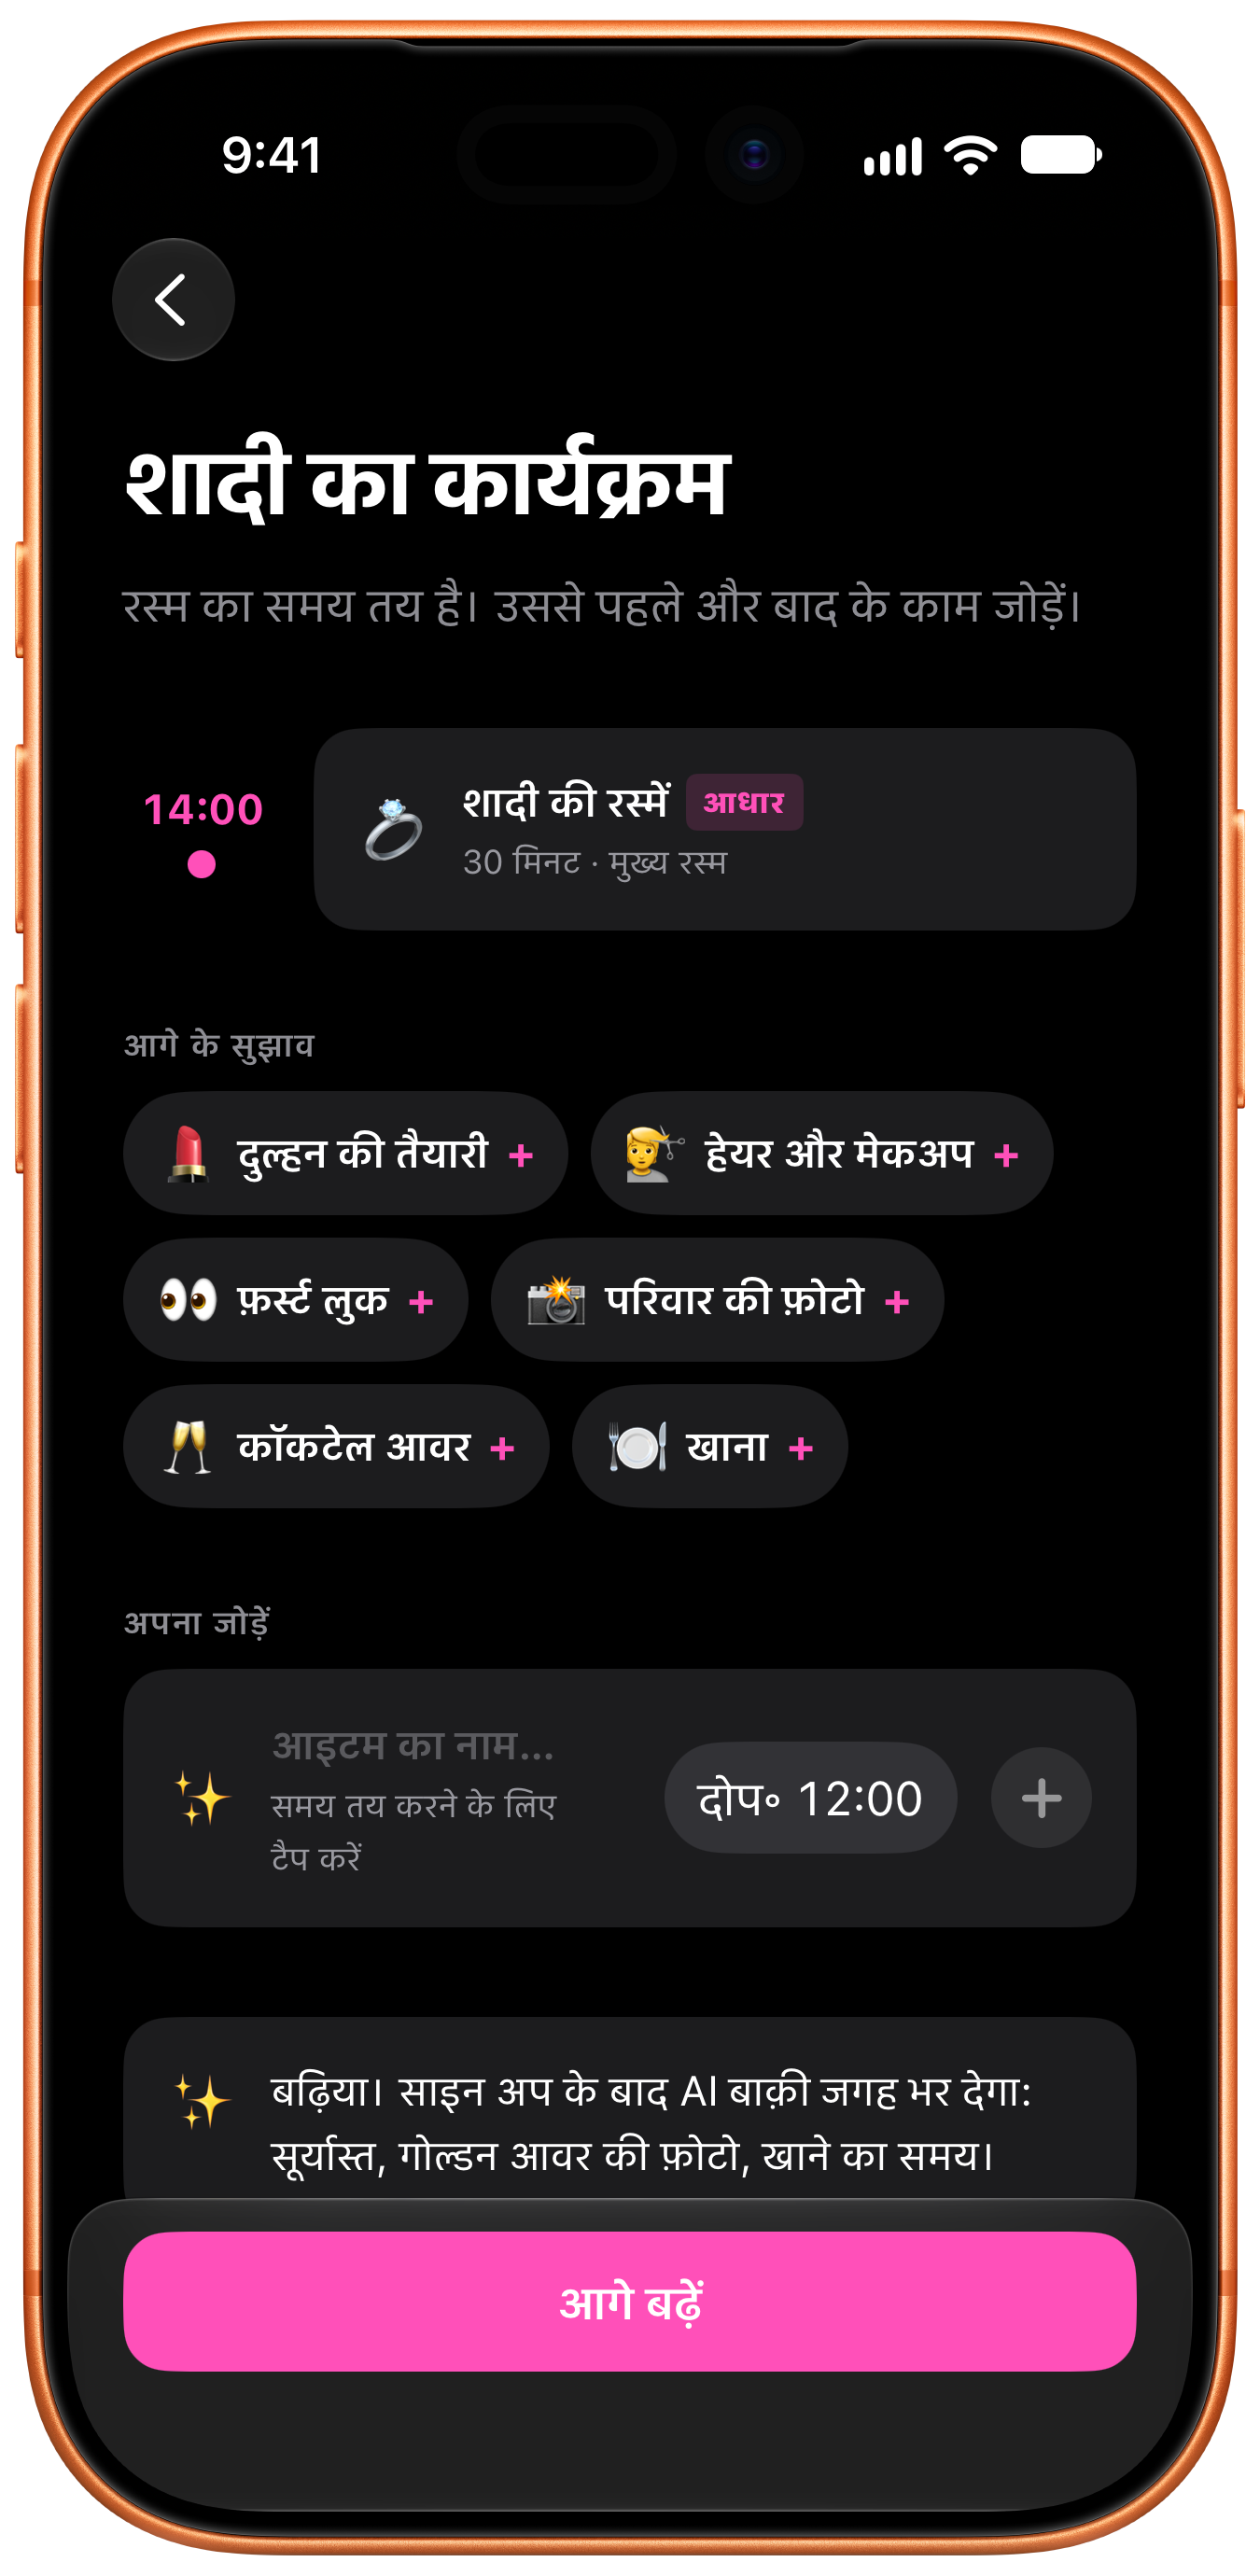 9:41
शादी का कार्यक्रम
रस्म का समय तय है। उससे पहले और बाद के काम जोड़ें।
14:00
शादी की रस्में आधार
30 मिनट · मुख्य रस्म
आगे के सुझाव
दुल्हन की तैयारी +
हेयर और मेकअप +
फ़र्स्ट लुक +
परिवार की फ़ोटो +
कॉकटेल आवर +
खाना +
अपना जोड़ें
आइटम का नाम...
समय तय करने के लिए
टैप करें
दोप॰ 12:00
बढ़िया। साइन अप के बाद AI बाक़ी जगह भर देगा:
सूर्यास्त, गोल्डन आवर की फ़ोटो, खाने का समय।
आगे बढ़ें